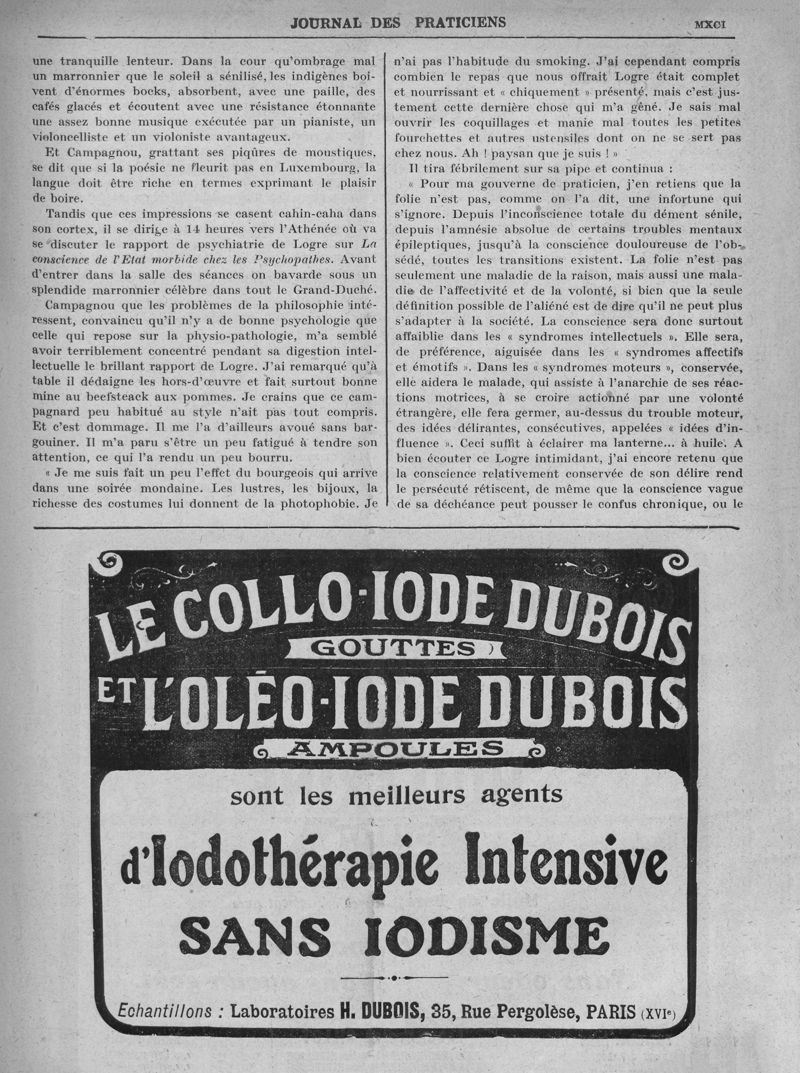 JOURNAL DES PRATICIENS
MXCI
une tranquille lenteur. Dans la cour qu'ombrage mal
un marronnier que le soleil a sénilisé, les indigènes boi-
vent d'énormes bocks, absorbent, avec une paille, des
cafés glacés et écoutent avec une résistance étonnante
une assez bonne musique exécutée par un pianiste, un
violoncelliste et un violoniste avantageux.
Et Campagnou, grattant ses piqûres de moustiques,
se dit que si la poésie ne fleurit pas en Luxembourg, la
langue doit être riche en termes exprimant le plaisir
de boire.
Tandis que ces impressions se casent cahin-caha dans
son cortex, il se dirige à 14 heures vers l'Athénée où va
se discuter le rapport de psychiatrie de Logre sur La
conscience de l'Etat morbide chez les Psychopathes. Avant
d'entrer dans la salle des séances on bavarde sous un
splendide marronnier célèbre dans tout le Grand-Duché.
Campagnou que les problèmes de la philosophie inté-
ressent, convaincu qu'il n'y a de bonne psychologie que
celle qui repose sur la physio-pathologie, m'a semblé
avoir terriblement concentré pendant sa digestion intel-
lectuelle le brillant rapport de Logre. J'ai remarqué qu'à
table il dédaigne les hors-d'œuvre et fait surtout bonne
mine au beefsteack aux pommes. Je crains que ce cam-
pagnard peu habitué au style n'ait pas tout compris.
Et c'est dommage. Il me l'a d'ailleurs avoué sans bar-
gouiner. Il m'a paru s'être un peu fatigué à tendre son
attention, ce qui l'a rendu un peu bourru.
« Je me suis fait un peu l'effet du bourgeois qui arrive
dans une soirée mondaine. Les lustres, les bijoux, la
richesse des costumes lui donnent de la photophobie. Je
n'ai pas l'habitude du smoking. J'ai cependant compris
combien le repas que nous offrait Logre était complet
et nourrissant et « chiquement » présenté, mais c'est jus-
tement cette dernière chose qui m'a gêné. Je sais mal
ouvrir les coquillages et manie mal toutes les petites
fourchettes et autres ustensiles dont on ne se sert pas
chez nous. Ah ! paysan que je suis ! »
Il tira fébrilement sur sa pipe et continua :
« Pour ma gouverne de praticien, j'en retiens que la
folie n'est pas, comme on l'a dit, une infortune qui
s'ignore. Depuis l'inconscience totale du dément sénile,
depuis l'amnésie absolue de certains troubles mentaux
épileptiques, jusqu'à la conscience douloureuse de l'ob-
sédé, toutes les transitions existent. La folie n'est pas
seulement une maladie de la raison, mais aussi une mala-
die de l'affectivité et de la volonté, si bien que la seule
définition possible de l'aliéné est de dire qu'il ne peut plus
s'adapter à la société. La conscience sera donc surtout
affaiblie dans les « syndromes intellectuels ». Elle sera,
de préférence, aiguisée dans les « syndromes affectifs
et émotifs ». Dans les « syndromes moteurs », conservée,
elle aidera le malade, qui assiste à l'anarchie de ses réac-
tions motrices, à se croire actionné par une volonté
étrangère, elle fera germer, au-dessus du trouble moteur,
des idées délirantes, consécutives, appelées « idées d'in-
fluence ». Ceci suffit à éclairer ma lanterne... à huile. A
bien écouter ce Logre intimidant, j'ai encore retenu que
la conscience relativement conservée de son délire rend
le persécuté rétiscent, de même que la conscience vague
de sa déchéance peut pousser le confus chronique, ou le
LE COLLO-IODE DUBOIS
GOUTTES
ET L'OLÉO-IODE DUBOIS
AMPOULES
sont les meilleurs agents
d'Iodothérapie Intensive
SANS IODISME
Echantillons : Laboratoires H. DUBOIS, 35, Rue Pergolèse, PARIS (XVIe)